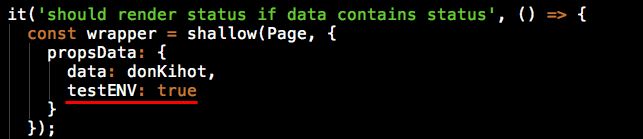 it('should render status if data contains status', () => {
const wrapper = shallow(Page, {
propsData: {
data: donKihot,
testENV: true
}
});